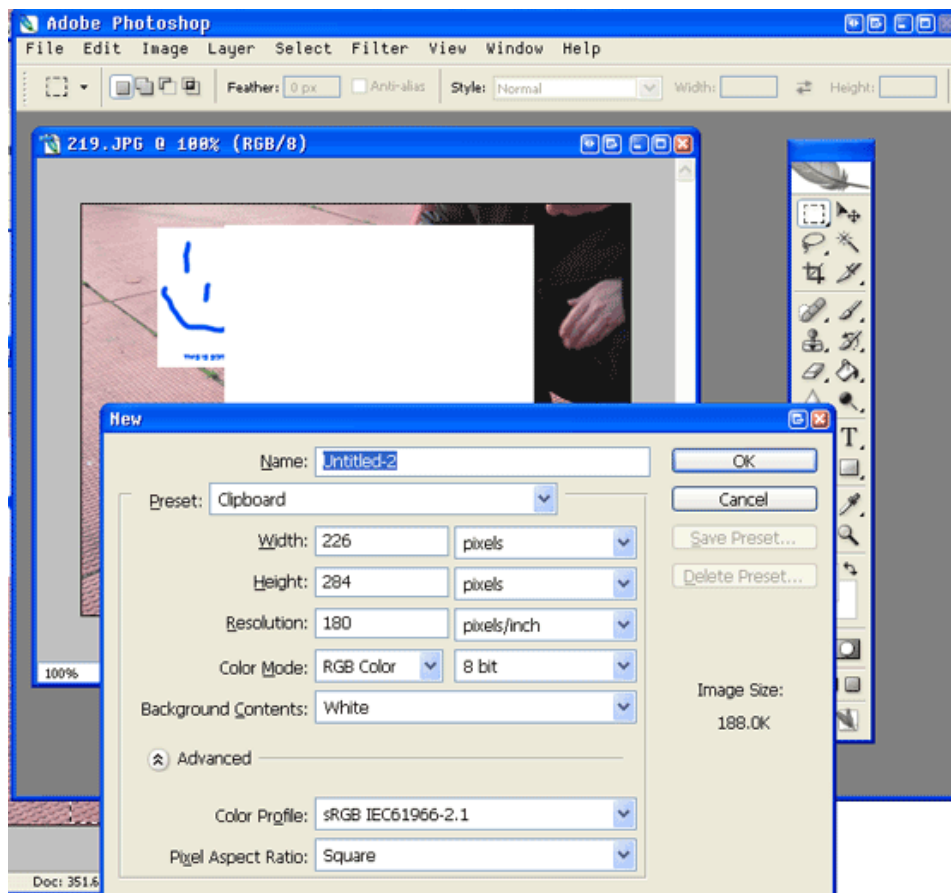 Adobe Photoshop
File Edit Image Layer Select Filter View Window Help
Feather: 0 px Anti-alias Style: Normal Width: Height:
219.JPG @ 100% (RGB/8)
THIS IS
New
Name: Untitled-2 OK
Preset: Clipboard Cancel
Width: 226 pixels Save Preset...
Height: 284 pixels Delete Preset...
Resolution: 180 pixels/inch
100% Color Mode: RGB Color 8 bit
Image Size:
Background Contents: White
188.0K
Advanced
Color Profile: sRGB IEC61966-2.1
Pixel Aspect Ratio: Square
Doc: 351.6